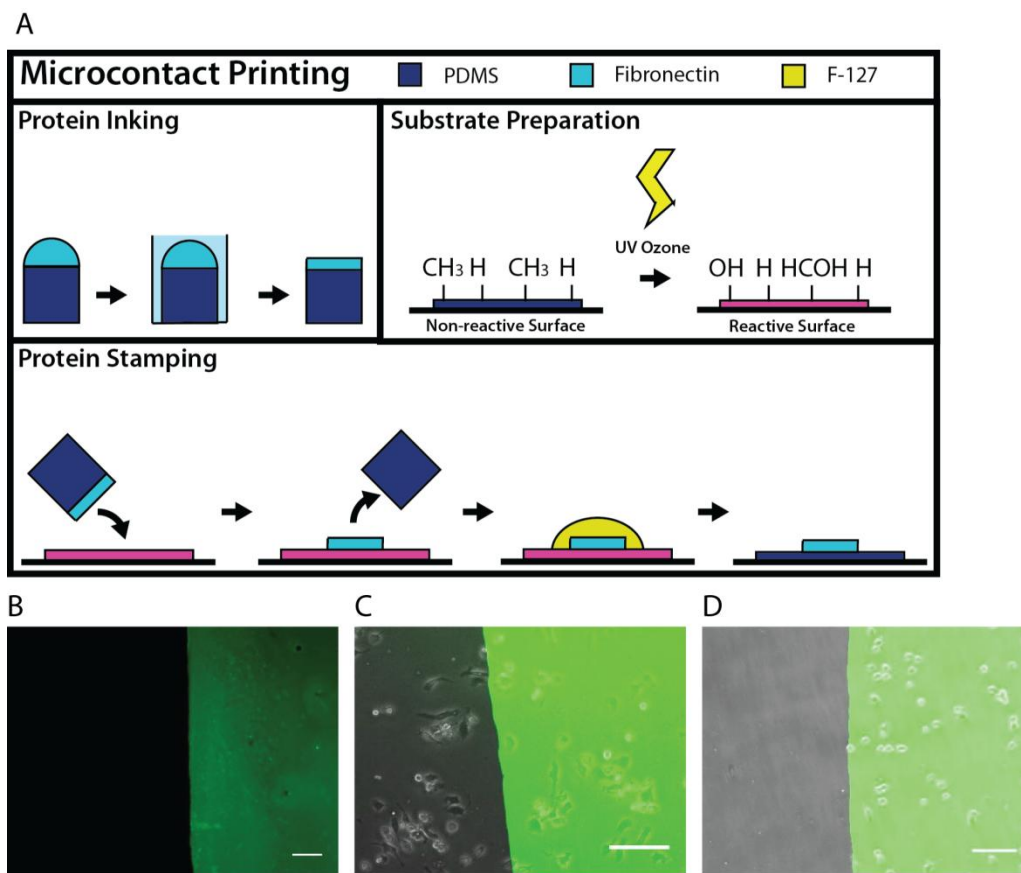 A
Microcontact Printing
PDMS
Fibronectin
F-127
Protein Inking
Substrate Preparation
UV Ozone
CH3 H CH3 H
OH H HCOH H
Non-reactive Surface
Reactive Surface
Protein Stamping
B
C
D